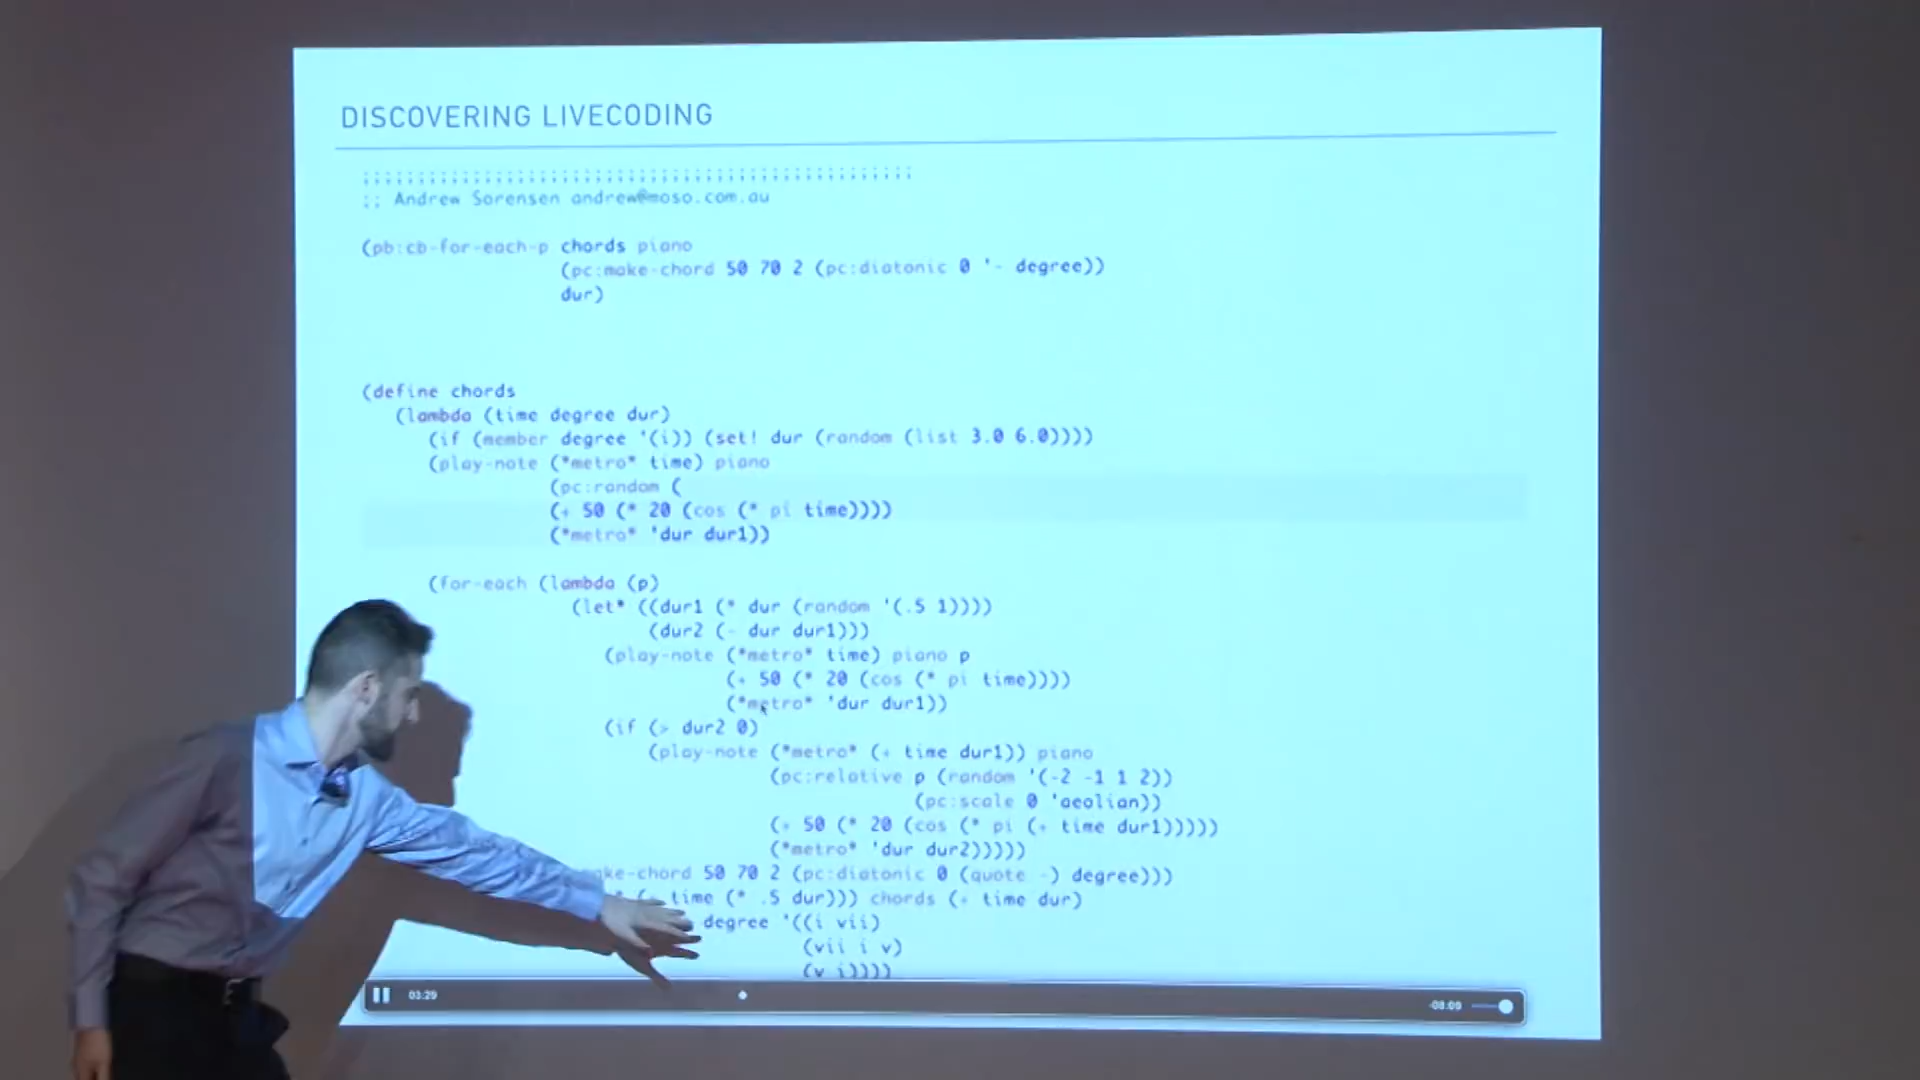 DISCOVERING LIVECODING
;;;;;;;;;;;;;;;;;;;;;;;;;;;;;;;;;;;;;;;;;;;;;;;;;;
;; Andrew Sorensen andrew@moso.com.au
(pb:cb-for-each-p chords piano
(pc:make-chord 50 70 2 (pc:diatonic 0 '- degree))
dur)
(define chords
(lambda (time degree dur)
(if (member degree '(i)) (set! dur (random (list 3.0 6.0))))
(play-note (*metro* time) piano
(pc:random (
(+ 50 (* 20 (cos (* pi time))))
(*metro* 'dur dur1))
(for-each (lambda (p)
(let* ((dur1 (* dur (random '(.5 1))))
(dur2 (- dur dur1)))
(play-note (*metro* time) piano p
(+ 50 (* 20 (cos (* pi time))))
(*metro* 'dur dur1))
(if (> dur2 0)
(play-note (*metro* (+ time dur1)) piano
(pc:relative p (random '(-2 -1 1 2))
(pc:scale 0 'aeolian))
(+ 50 (* 20 (cos (* pi (+ time dur1)))))
(*metro* 'dur dur2)))))
ke-chord 50 70 2 (pc:diatonic 0 (quote -) degree)))
time (* .5 dur))) chords (+ time dur)
degree '((i vii)
(vii i v)
(v i))))
03:29
-08:09